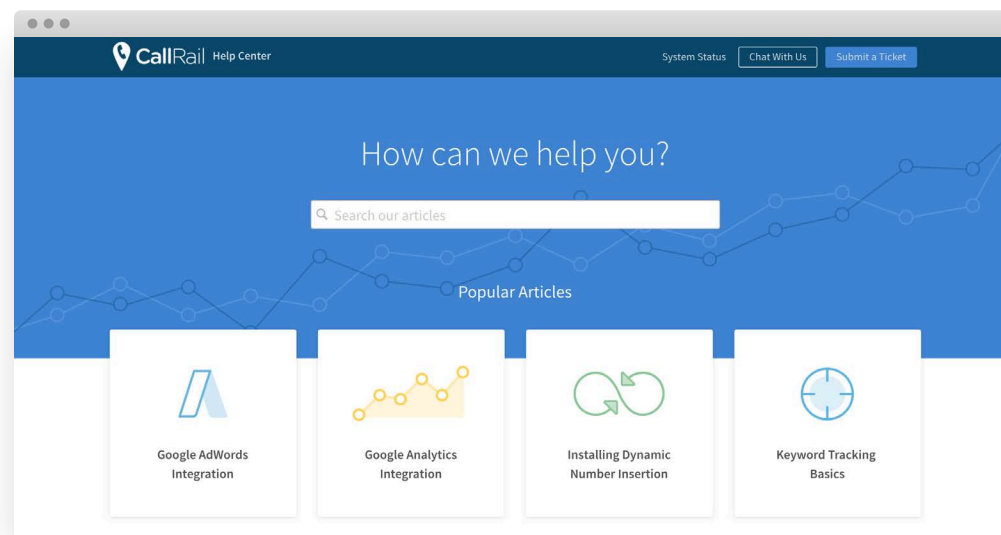 CallRail Help Center
System Status Chat With Us Submit a Ticket
How can we help you?
Search our articles
Popular Articles
Google AdWords
Integration
Google Analytics
Integration
Installing Dynamic
Number Insertion
Keyword Tracking
Basics